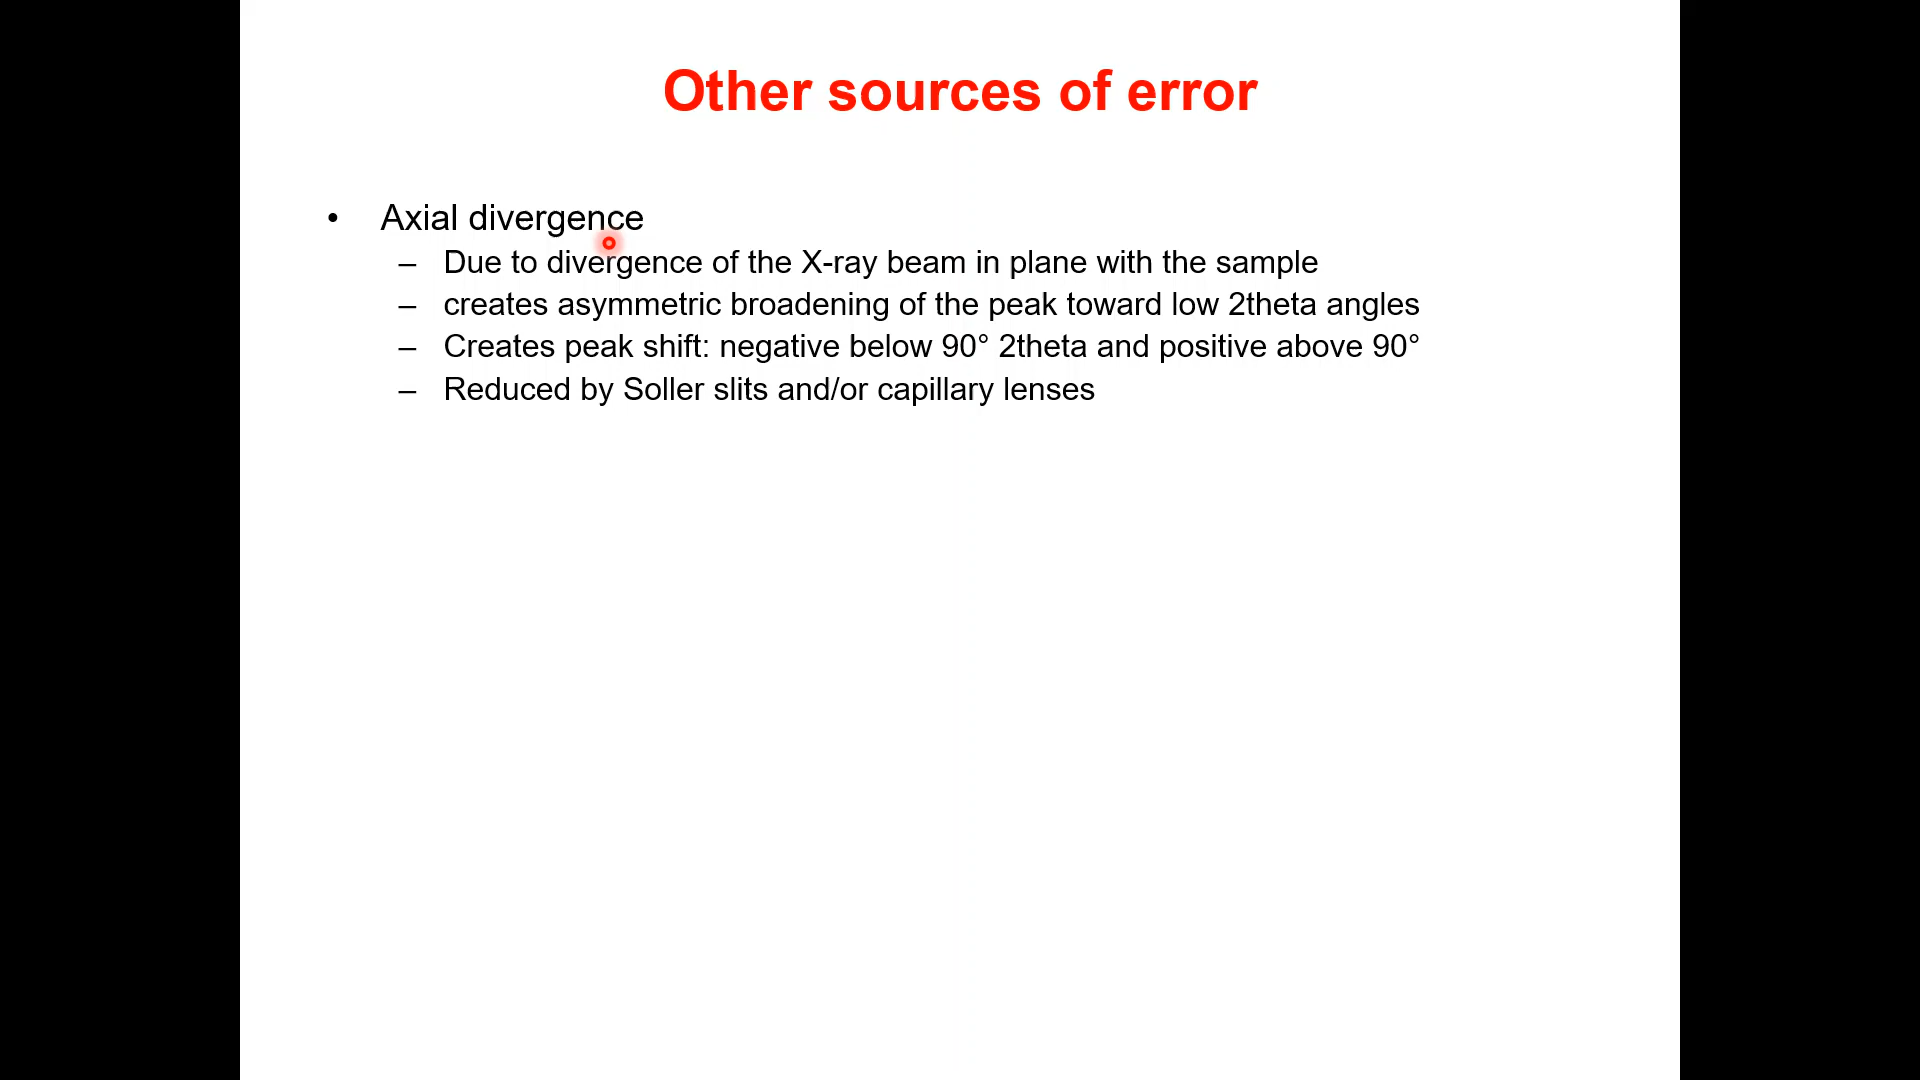 Other sources of error
• Axial divergence
– Due to divergence of the X-ray beam in plane with the sample
– creates asymmetric broadening of the peak toward low 2theta angles
– Creates peak shift: negative below 90° 2theta and positive above 90°
– Reduced by Soller slits and/or capillary lenses